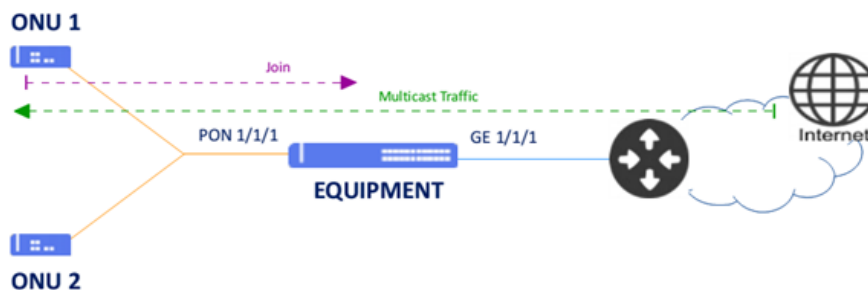 ONU 1
Join
Multicast Traffic
Internet
PON 1/1/1
GE 1/1/1
EQUIPMENT
ONU 2